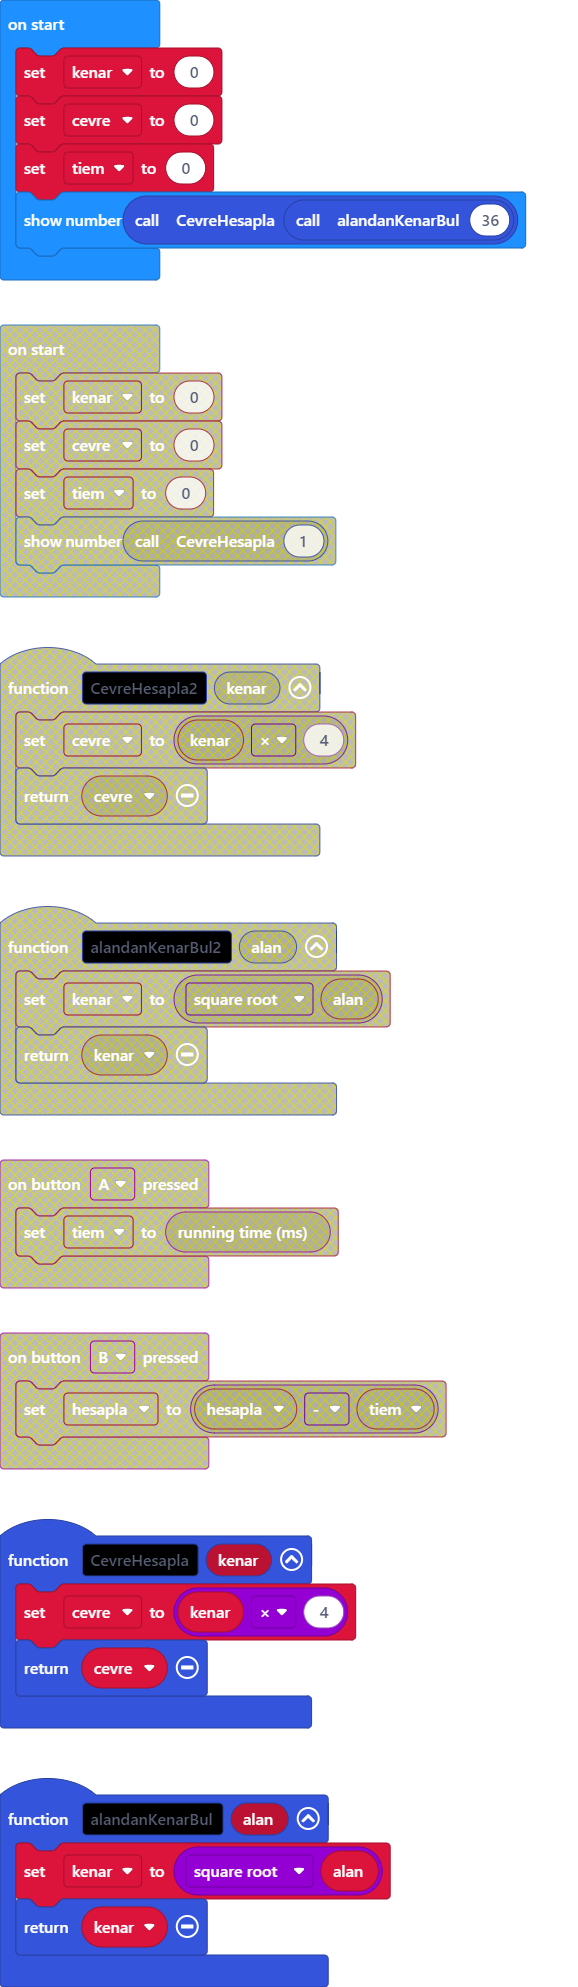 on start
set kenar to 0
set cevre to 0
set tiem to 0
show number call CevreHesapla call alandanKenarBul 36
on start
set kenar to 0
set cevre to 0
set tiem to 0
show number call CevreHesapla 1
function CevreHesapla2 kenar
set cevre to kenar × 4
return cevre
function alandanKenarBul2 alan
set kenar to square root alan
return kenar
on button A pressed
set tiem to running time (ms)
on button B pressed
set hesapla to hesapla - tiem
function CevreHesapla kenar
set cevre to kenar × 4
return cevre
function alandanKenarBul alan
set kenar to square root alan
return kenar